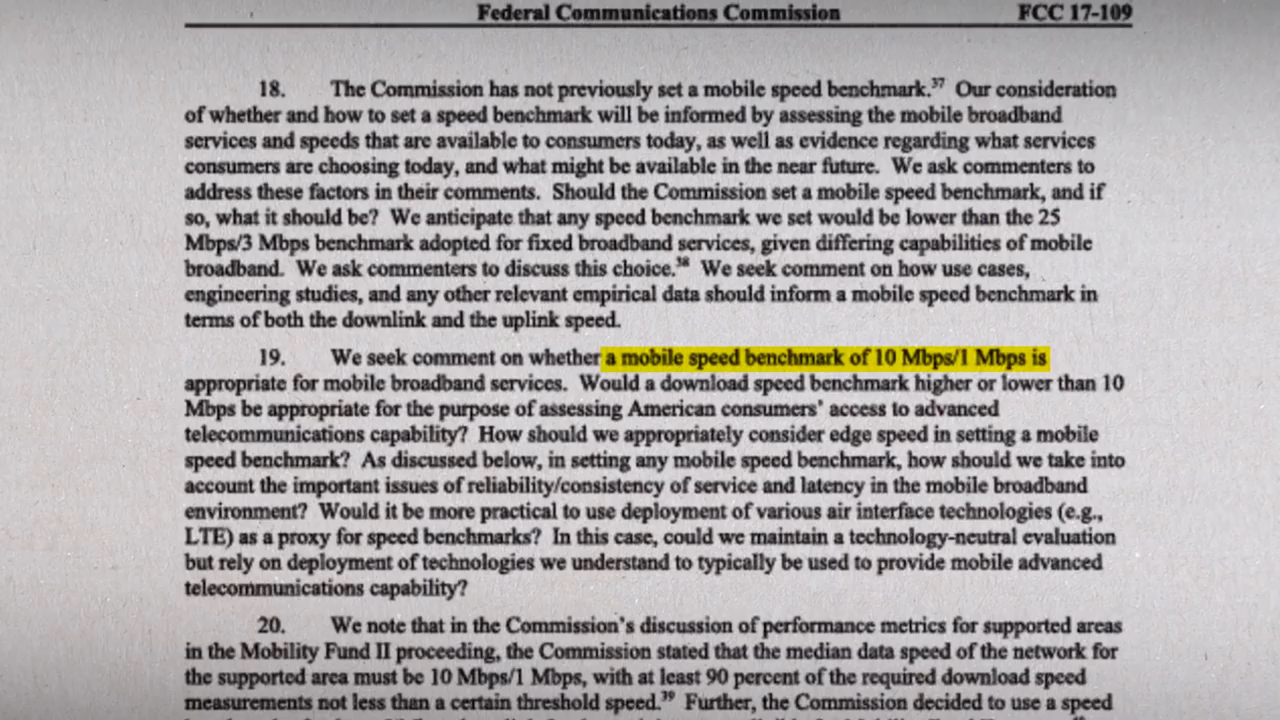 Federal Communications Commission FCC 17-109
18. The Commission has not previously set a mobile speed benchmark.37 Our consideration
of whether and how to set a speed benchmark will be informed by assessing the mobile broadband
services and speeds that are available to consumers today, as well as evidence regarding what services
consumers are choosing today, and what might be available in the near future. We ask commenters to
address these factors in their comments. Should the Commission set a mobile speed benchmark, and if
so, what it should be? We anticipate that any speed benchmark we set would be lower than the 25
Mbps/3 Mbps benchmark adopted for fixed broadband services, given differing capabilities of mobile
broadband. We ask commenters to discuss this choice.38 We seek comment on how use cases,
engineering studies, and any other relevant empirical data should inform a mobile speed benchmark in
terms of both the downlink and the uplink speed.
19. We seek comment on whether a mobile speed benchmark of 10 Mbps/1 Mbps is
appropriate for mobile broadband services. Would a download speed benchmark higher or lower than 10
Mbps be appropriate for the purpose of assessing American consumers' access to advanced
telecommunications capability? How should we appropriately consider edge speed in setting a mobile
speed benchmark? As discussed below, in setting any mobile speed benchmark, how should we take into
account the important issues of reliability/consistency of service and latency in the mobile broadband
environment? Would it be more practical to use deployment of various air interface technologies (e.g.,
LTE) as a proxy for speed benchmarks? In this case, could we maintain a technology-neutral evaluation
but rely on deployment of technologies we understand to typically be used to provide mobile advanced
telecommunications capability?
20. We note that in the Commission's discussion of performance metrics for supported areas
in the Mobility Fund II proceeding, the Commission stated that the median data speed of the network for
the supported area must be 10 Mbps/1 Mbps, with at least 90 percent of the required download speed
measurements not less than a certain threshold speed.39 Further, the Commission decided to use a speed